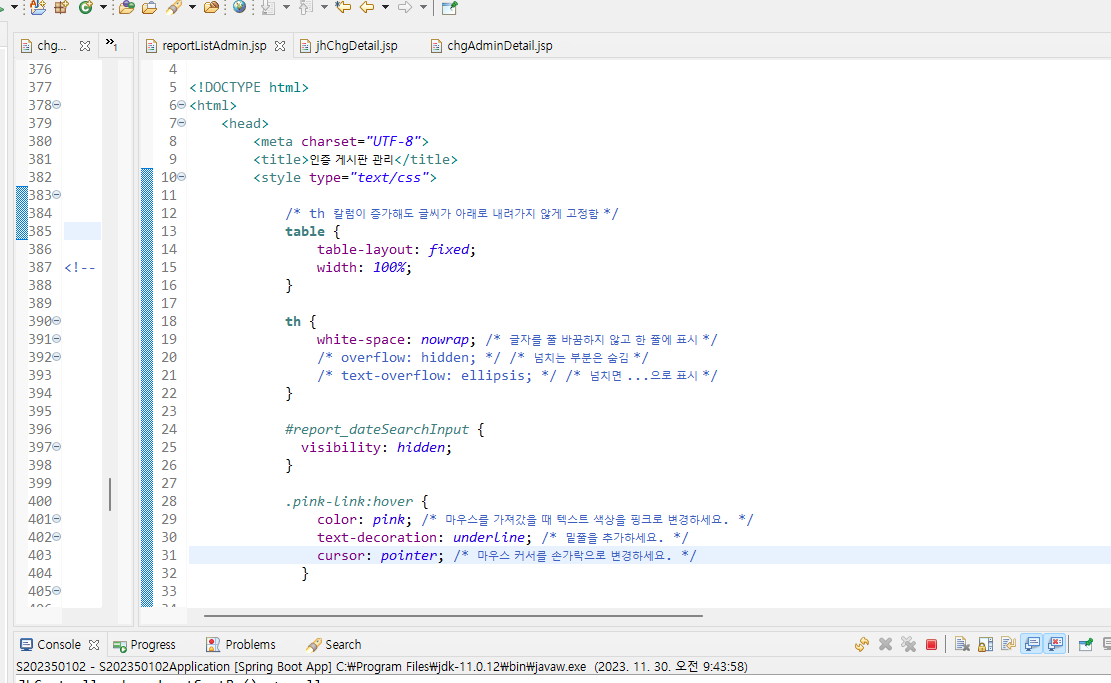 chg...
»1
reportListAdmin.jsp
jhChgDetail.jsp
chgAdminDetail.jsp
376
377
378
379
380
381
382
383
384
385
386
387 <!--
388
389
390
391
392
393
394
395
396
397
398
399
400
401
402
403
404
405
4
5 <!DOCTYPE html>
6 <html>
7 <head>
8 <meta charset="UTF-8">
9 <title>인증 게시판 관리</title>
10 <style type="text/css">
11
12 /* th 칼럼이 증가해도 글씨가 아래로 내려가지 않게 고정함 */
13 table {
14 table-layout: fixed;
15 width: 100%;
16 }
17
18 th {
19 white-space: nowrap; /* 글자를 줄 바꿈하지 않고 한 줄에 표시 */
20 /* overflow: hidden; */ /* 넘치는 부분은 숨김 */
21 /* text-overflow: ellipsis; */ /* 넘치면 ...으로 표시 */
22 }
23
24 #report_dateSearchInput {
25 visibility: hidden;
26 }
27
28 .pink-link:hover {
29 color: pink; /* 마우스를 가져갔을 때 텍스트 색상을 핑크로 변경하세요. */
30 text-decoration: underline; /* 밑줄을 추가하세요. */
31 cursor: pointer; /* 마우스 커서를 손가락으로 변경하세요. */
32 }
33
Console
Progress
Problems
Search
S202350102 - S202350102Application [Spring Boot App] C:₩Program Files₩jdk-11.0.12₩bin₩javaw.exe (2023. 11. 30. 오전 9:43:58)